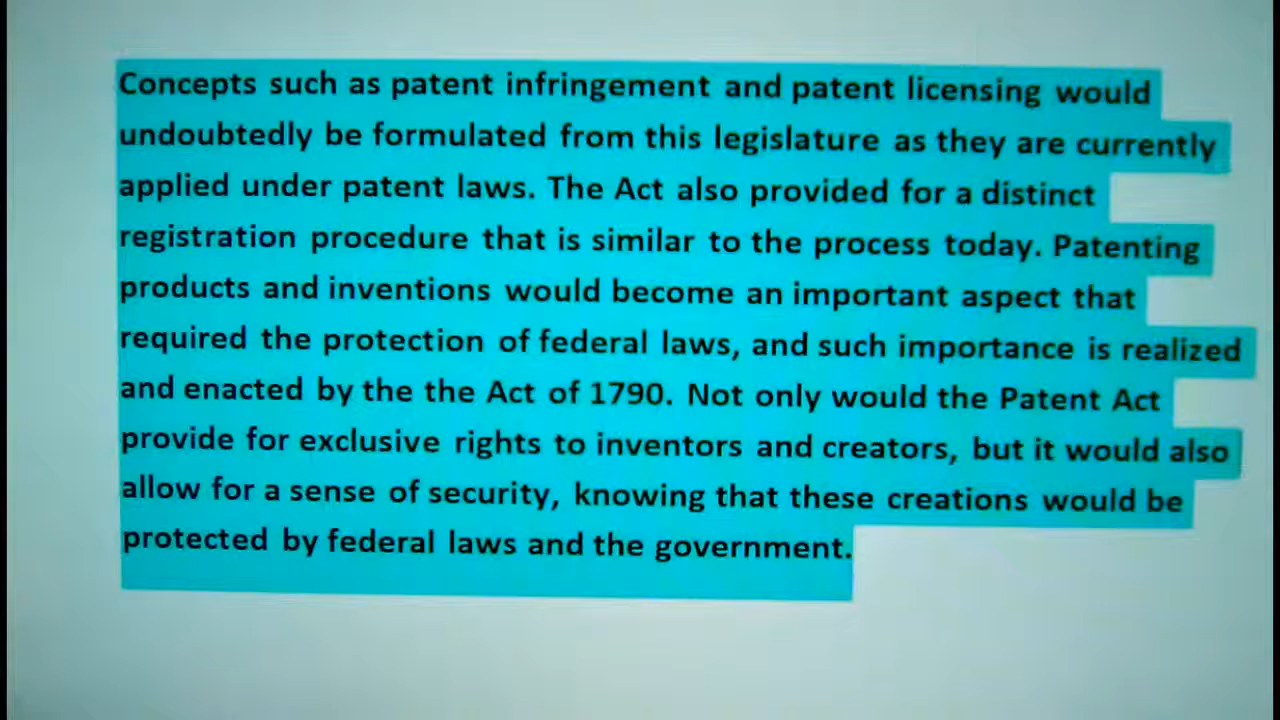 Concepts such as patent infringement and patent licensing would
undoubtedly be formulated from this legislature as they are currently
applied under patent laws. The Act also provided for a distinct
registration procedure that is similar to the process today. Patenting
products and inventions would become an important aspect that
required the protection of federal laws, and such importance is realized
and enacted by the the Act of 1790. Not only would the Patent Act
provide for exclusive rights to inventors and creators, but it would also
allow for a sense of security, knowing that these creations would be
protected by federal laws and the government.